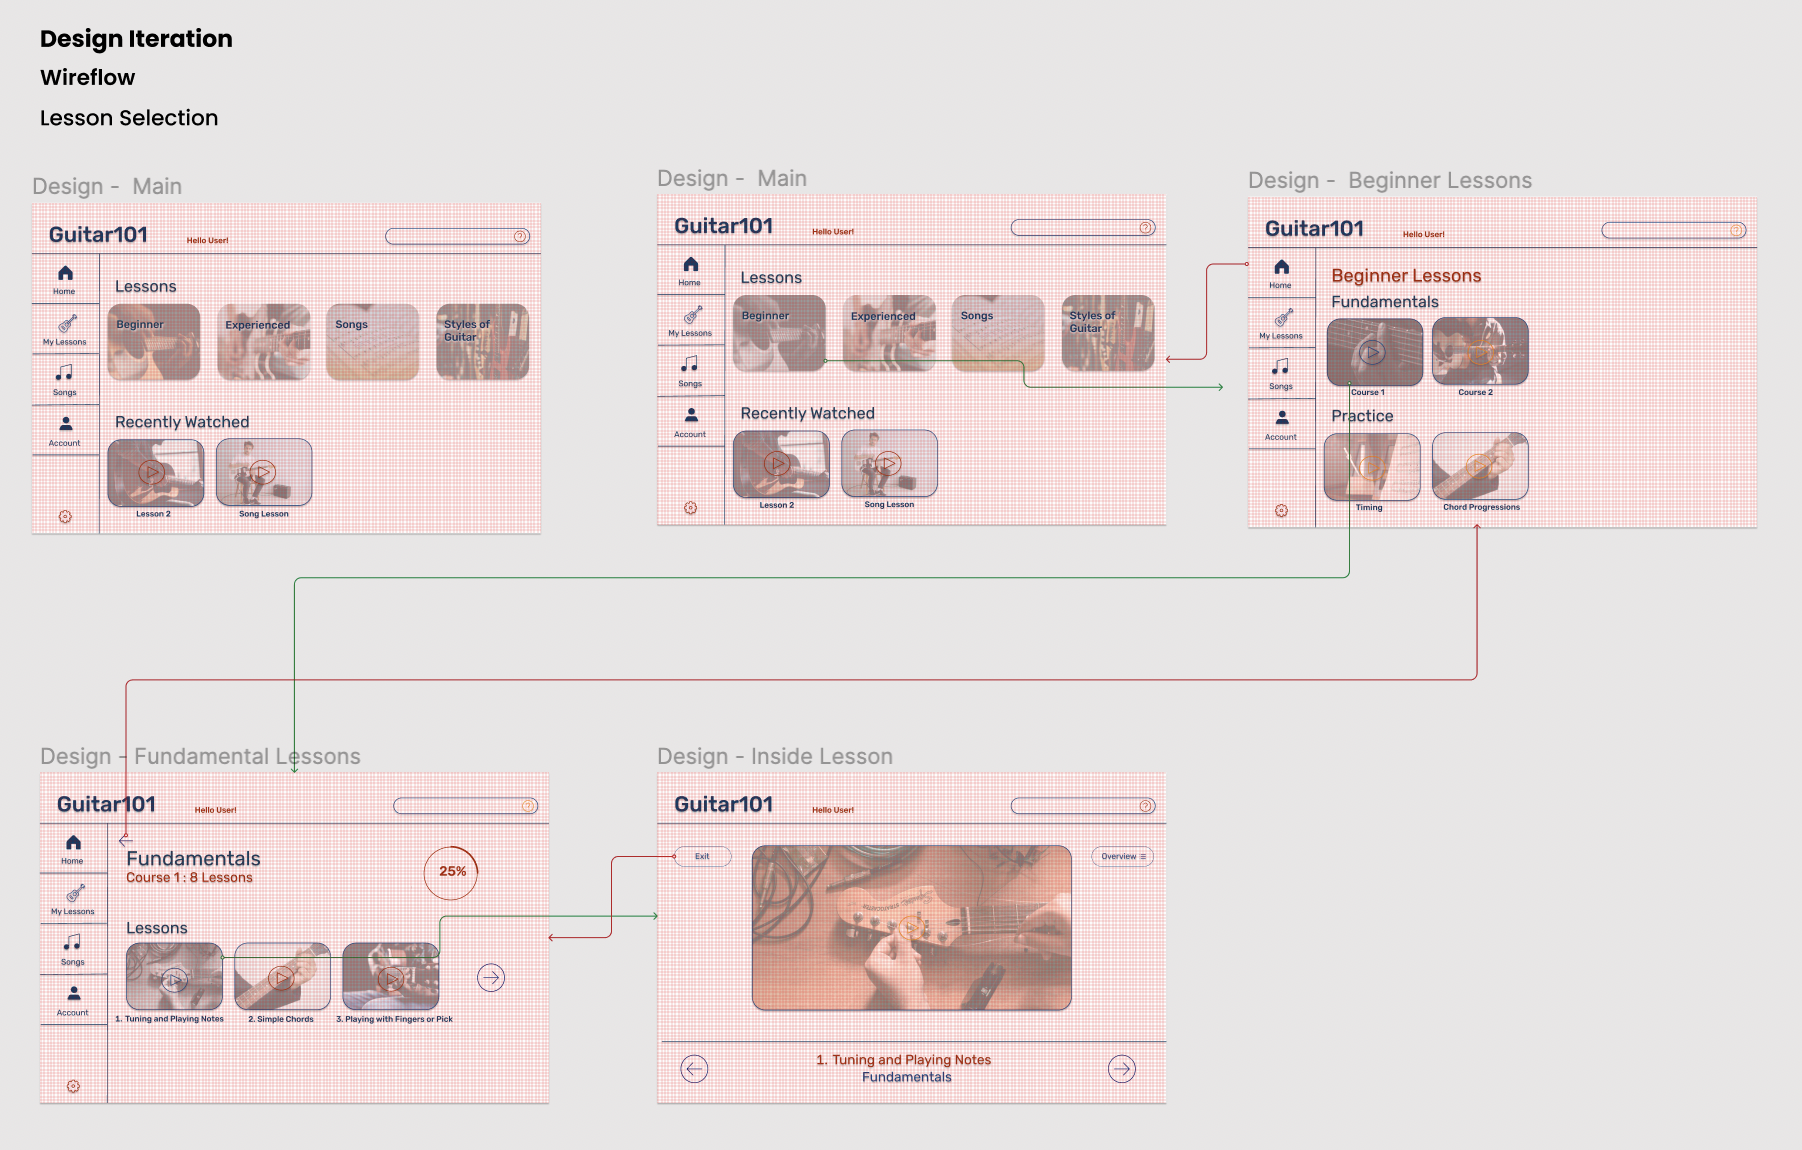 Design Iteration
Wireflow
Lesson Selection
Design -  Main
Guitar101
Hello User!
?
Home
My Lessons
Songs
Account
Lessons
Beginner
Experienced
Songs
Styles of
Guitar
Recently Watched
Lesson 2
Song Lesson
Design -  Main
Guitar101
Hello User!
?
Home
My Lessons
Songs
Account
Lessons
Beginner
Experienced
Songs
Styles of
Guitar
Recently Watched
Lesson 2
Song Lesson
Design -  Beginner Lessons
Guitar101
Hello User!
?
Home
My Lessons
Songs
Account
Beginner Lessons
Fundamentals
Course 1
Course 2
Practice
Timing
Chord Progressions
Design - Fundamental Lessons
Guitar101
Hello User!
?
Home
My Lessons
Songs
Account
Fundamentals
Course 1 : 8 Lessons
25%
Lessons
1. Tuning and Playing Notes
2. Simple Chords
3. Playing with Fingers or Pick
Design - Inside Lesson
Guitar101
Hello User!
?
Exit
Overview
1. Tuning and Playing Notes
Fundamentals